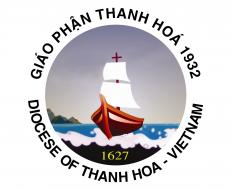 GIÁO PHẬN THANH HOÁ 1932
1627
DIOCESE OF THANH HOA - VIETNAM